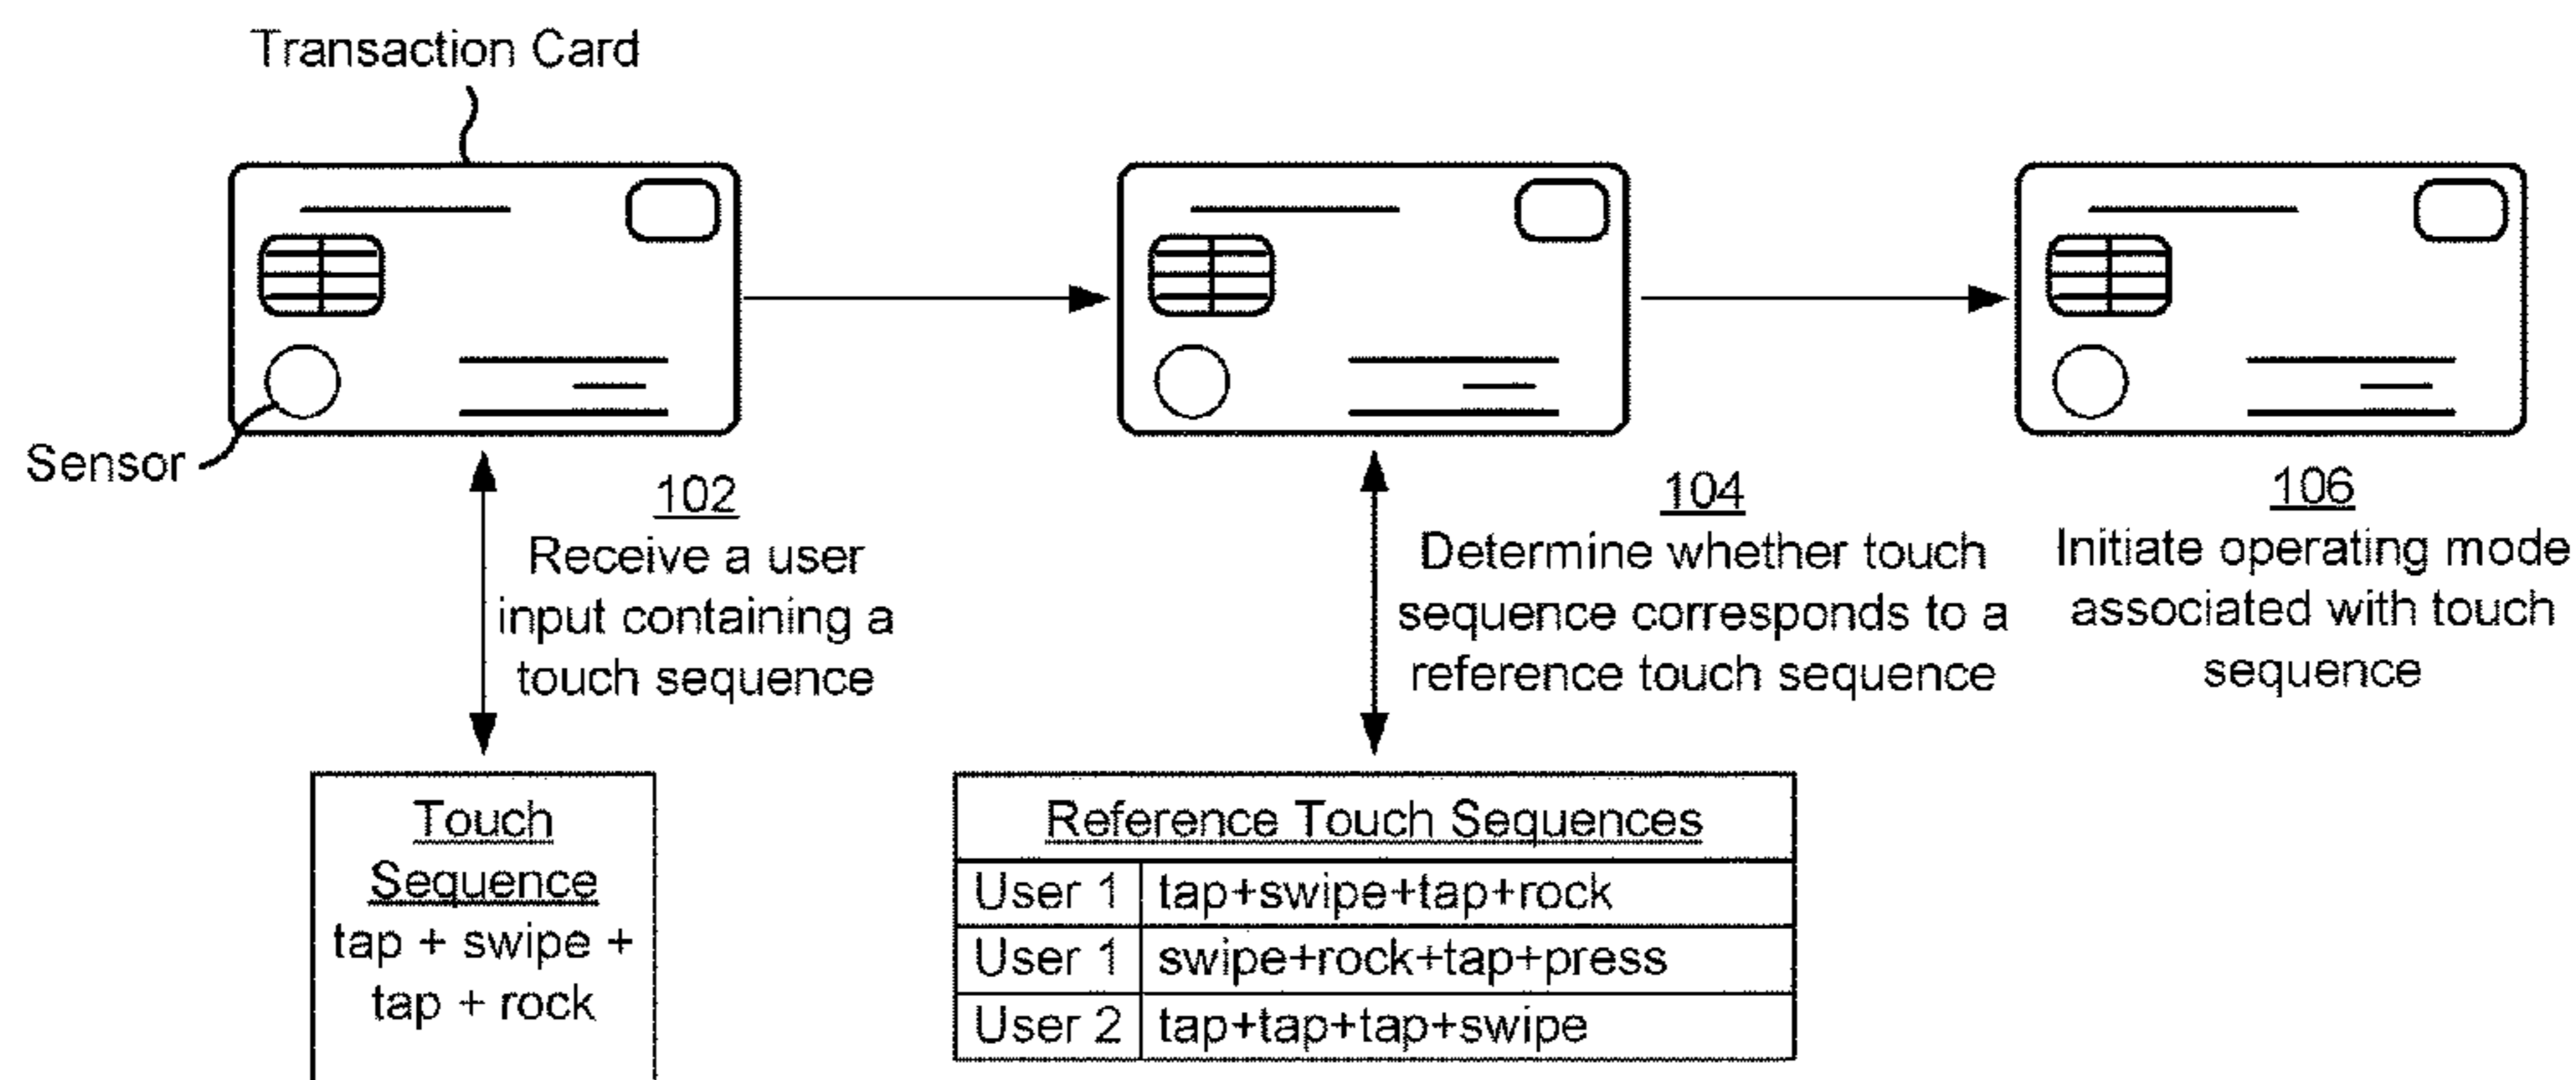 Transaction Card
Sensor
102
Receive a user
input containing a
touch sequence
104
Determine whether touch
sequence corresponds to a
reference touch sequence
106
Initiate operating mode
associated with touch
sequence
Touch
Sequence
tap + swipe +
tap + rock
Reference Touch Sequences
User 1 tap+swipe+tap+rock
User 1 swipe+rock+tap+press
User 2 tap+tap+tap+swipe